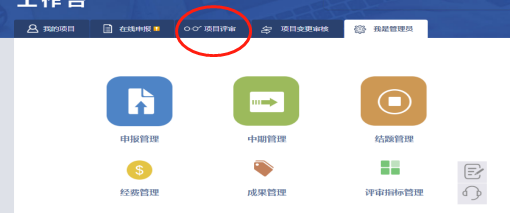 工作台
我的项目 在线申报 项目评审 项目变更审核 我是管理员
申报管理 中期管理 结题管理
经费管理 成果管理 评审指标管理